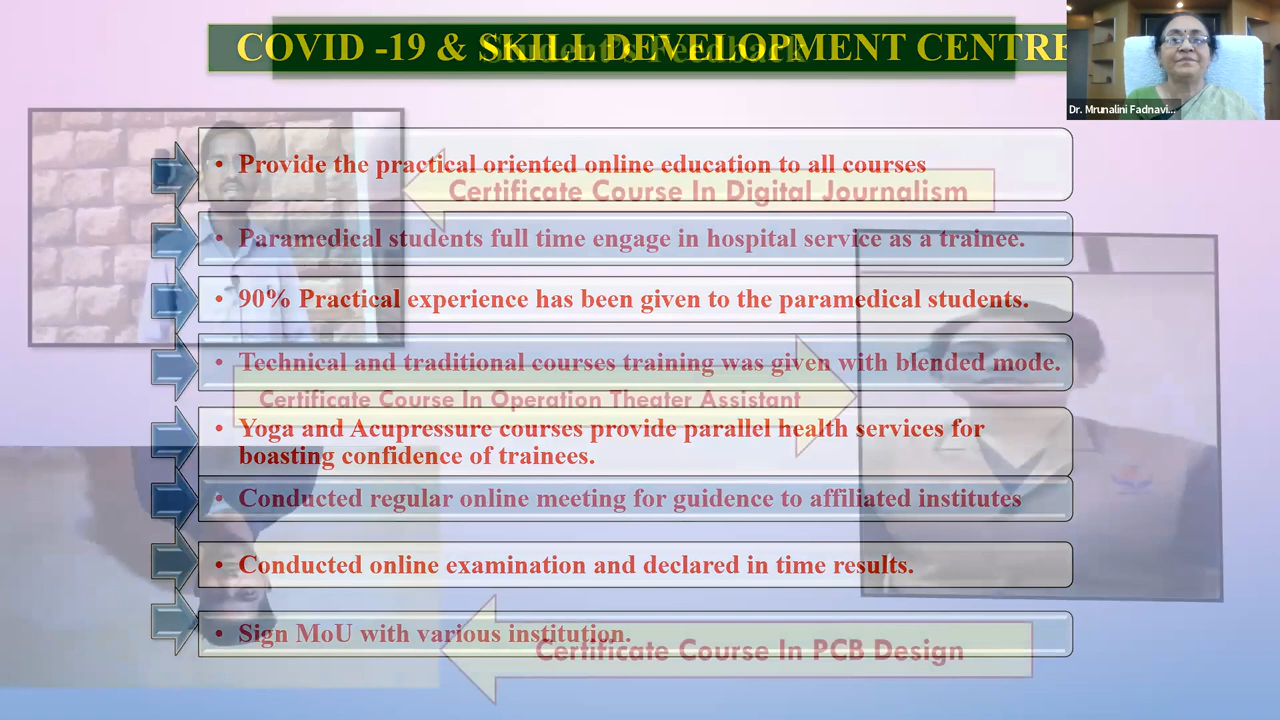 COVID -19 & SKILL DEVELOPMENT CENTRE
Student's Feedback
Dr. Mrunalini Fadnavi...
• Provide the practical oriented online education to all courses
Certificate Course In Digital Journalism
• Paramedical students full time engage in hospital service as a trainee.
• 90% Practical experience has been given to the paramedical students.
• Technical and traditional courses training was given with blended mode.
Certificate Course In Operation Theater Assistant
• Yoga and Acupressure courses provide parallel health services for
boasting confidence of trainees.
• Conducted regular online meeting for guidence to affiliated institutes
• Conducted online examination and declared in time results.
• Sign MoU with various institution.
Certificate Course In PCB Design